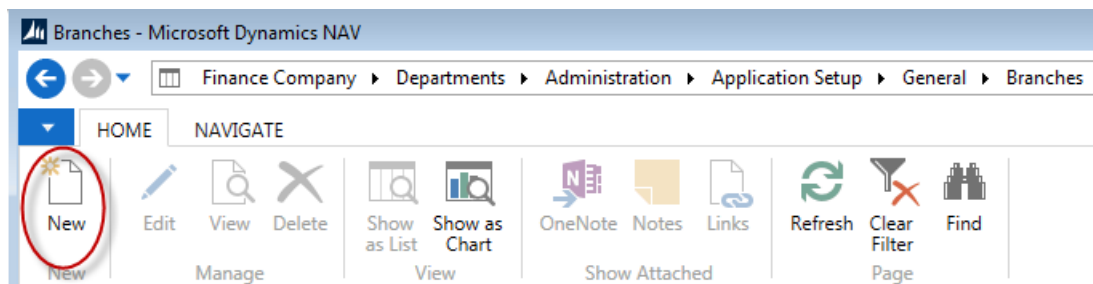 Branches - Microsoft Dynamics NAV
Finance Company ▸ Departments ▸ Administration ▸ Application Setup ▸ General ▸ Branches
HOME NAVIGATE
New Edit View Delete Show as List Show as Chart OneNote Notes Links Refresh Clear Filter Find
New Manage View Show Attached Page